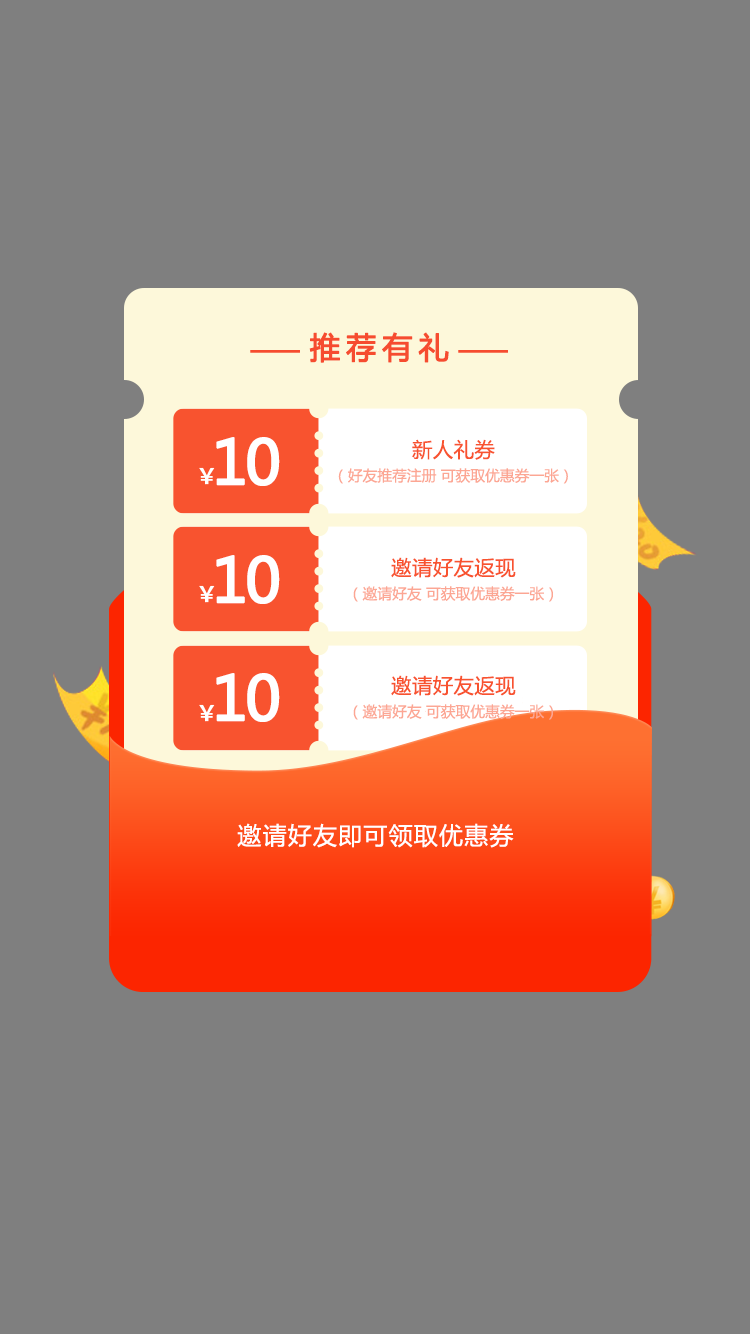 推荐有礼
¥10
新人礼券
( 好友推荐注册 可获取优惠券一张 )
¥10
邀请好友返现
( 邀请好友 可获取优惠券一张 )
¥10
邀请好友返现
( 邀请好友 可获取优惠券一张 )
邀请好友即可领取优惠券